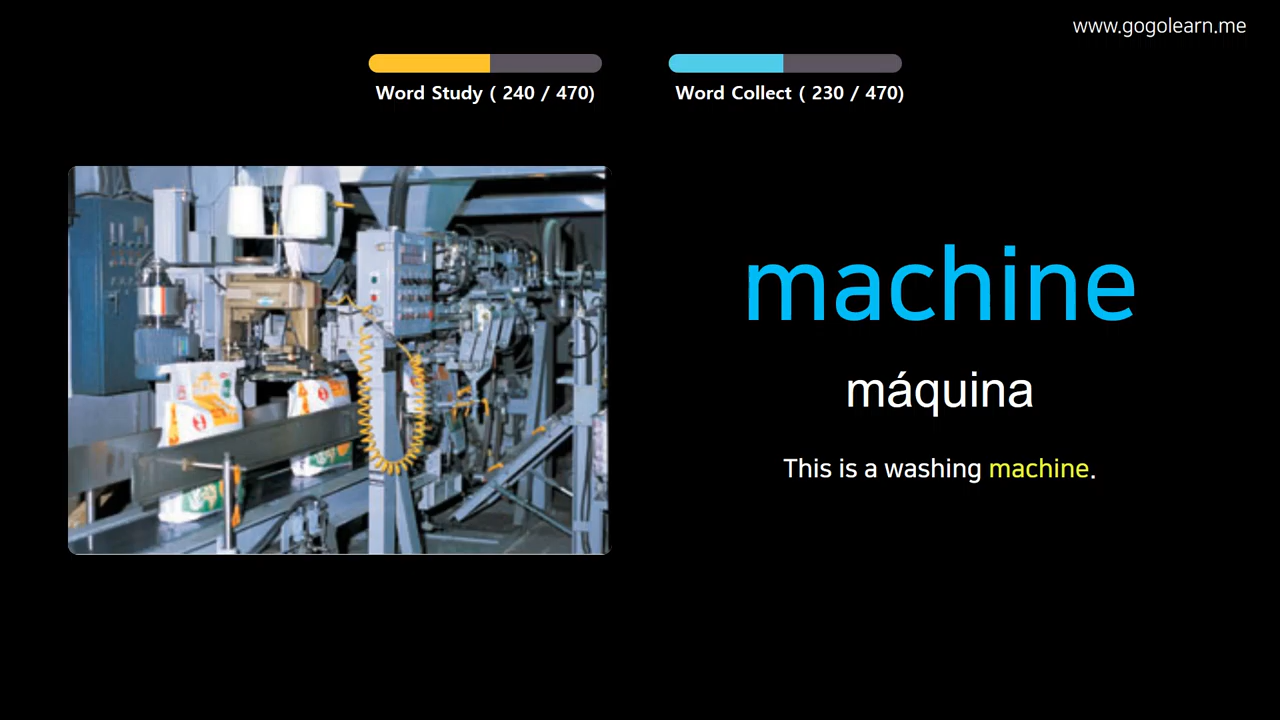 www.gogolearn.me
Word Study ( 240 / 470)
Word Collect ( 230 / 470)
machine
máquina
This is a washing machine.